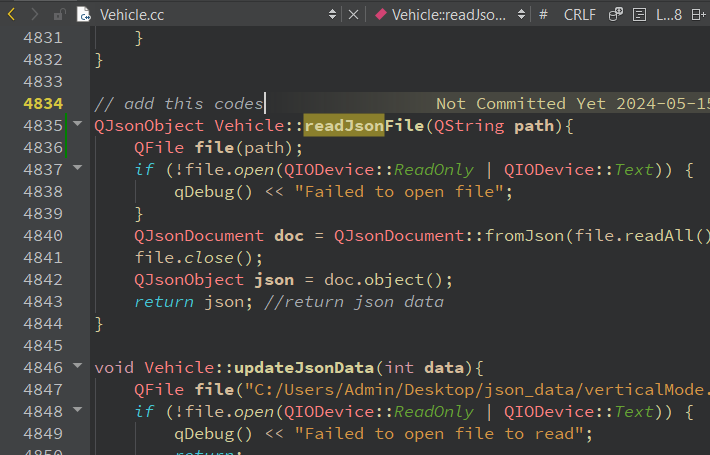 Vehicle.cc Vehicle::readJso... # CRLF L...8
4831 }
4832 }
4833
4834 // add this codes Not Committed Yet 2024-05-15
4835 QJsonObject Vehicle::readJsonFile(QString path){
4836 QFile file(path);
4837 if (!file.open(QIODevice::ReadOnly | QIODevice::Text)) {
4838 qDebug() << "Failed to open file";
4839 }
4840 QJsonDocument doc = QJsonDocument::fromJson(file.readAll()
4841 file.close();
4842 QJsonObject json = doc.object();
4843 return json; //return json data
4844 }
4845
4846 void Vehicle::updateJsonData(int data){
4847 QFile file("C:/Users/Admin/Desktop/json_data/verticalMode.
4848 if (!file.open(QIODevice::ReadOnly | QIODevice::Text)) {
4849 qDebug() << "Failed to open file to read";
4850 return;